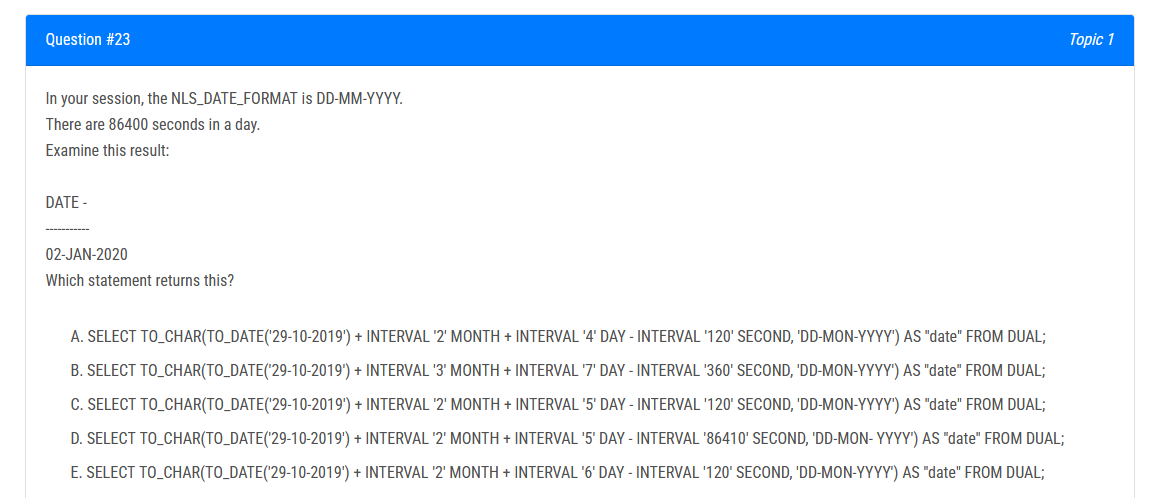 Question #23
Topic 1
In your session, the NLS_DATE_FORMAT is DD-MM-YYYY.
There are 86400 seconds in a day.
Examine this result:
DATE -
-----------
02-JAN-2020
Which statement returns this?
A. SELECT TO_CHAR(TO_DATE('29-10-2019') + INTERVAL '2' MONTH + INTERVAL '4' DAY - INTERVAL '120' SECOND, 'DD-MON-YYYY') AS "date" FROM DUAL;
B. SELECT TO_CHAR(TO_DATE('29-10-2019') + INTERVAL '3' MONTH + INTERVAL '7' DAY - INTERVAL '360' SECOND, 'DD-MON-YYYY') AS "date" FROM DUAL;
C. SELECT TO_CHAR(TO_DATE('29-10-2019') + INTERVAL '2' MONTH + INTERVAL '5' DAY - INTERVAL '120' SECOND, 'DD-MON-YYYY') AS "date" FROM DUAL;
D. SELECT TO_CHAR(TO_DATE('29-10-2019') + INTERVAL '2' MONTH + INTERVAL '5' DAY - INTERVAL '86410' SECOND, 'DD-MON- YYYY') AS "date" FROM DUAL;
E. SELECT TO_CHAR(TO_DATE('29-10-2019') + INTERVAL '2' MONTH + INTERVAL '6' DAY - INTERVAL '120' SECOND, 'DD-MON-YYYY') AS "date" FROM DUAL;